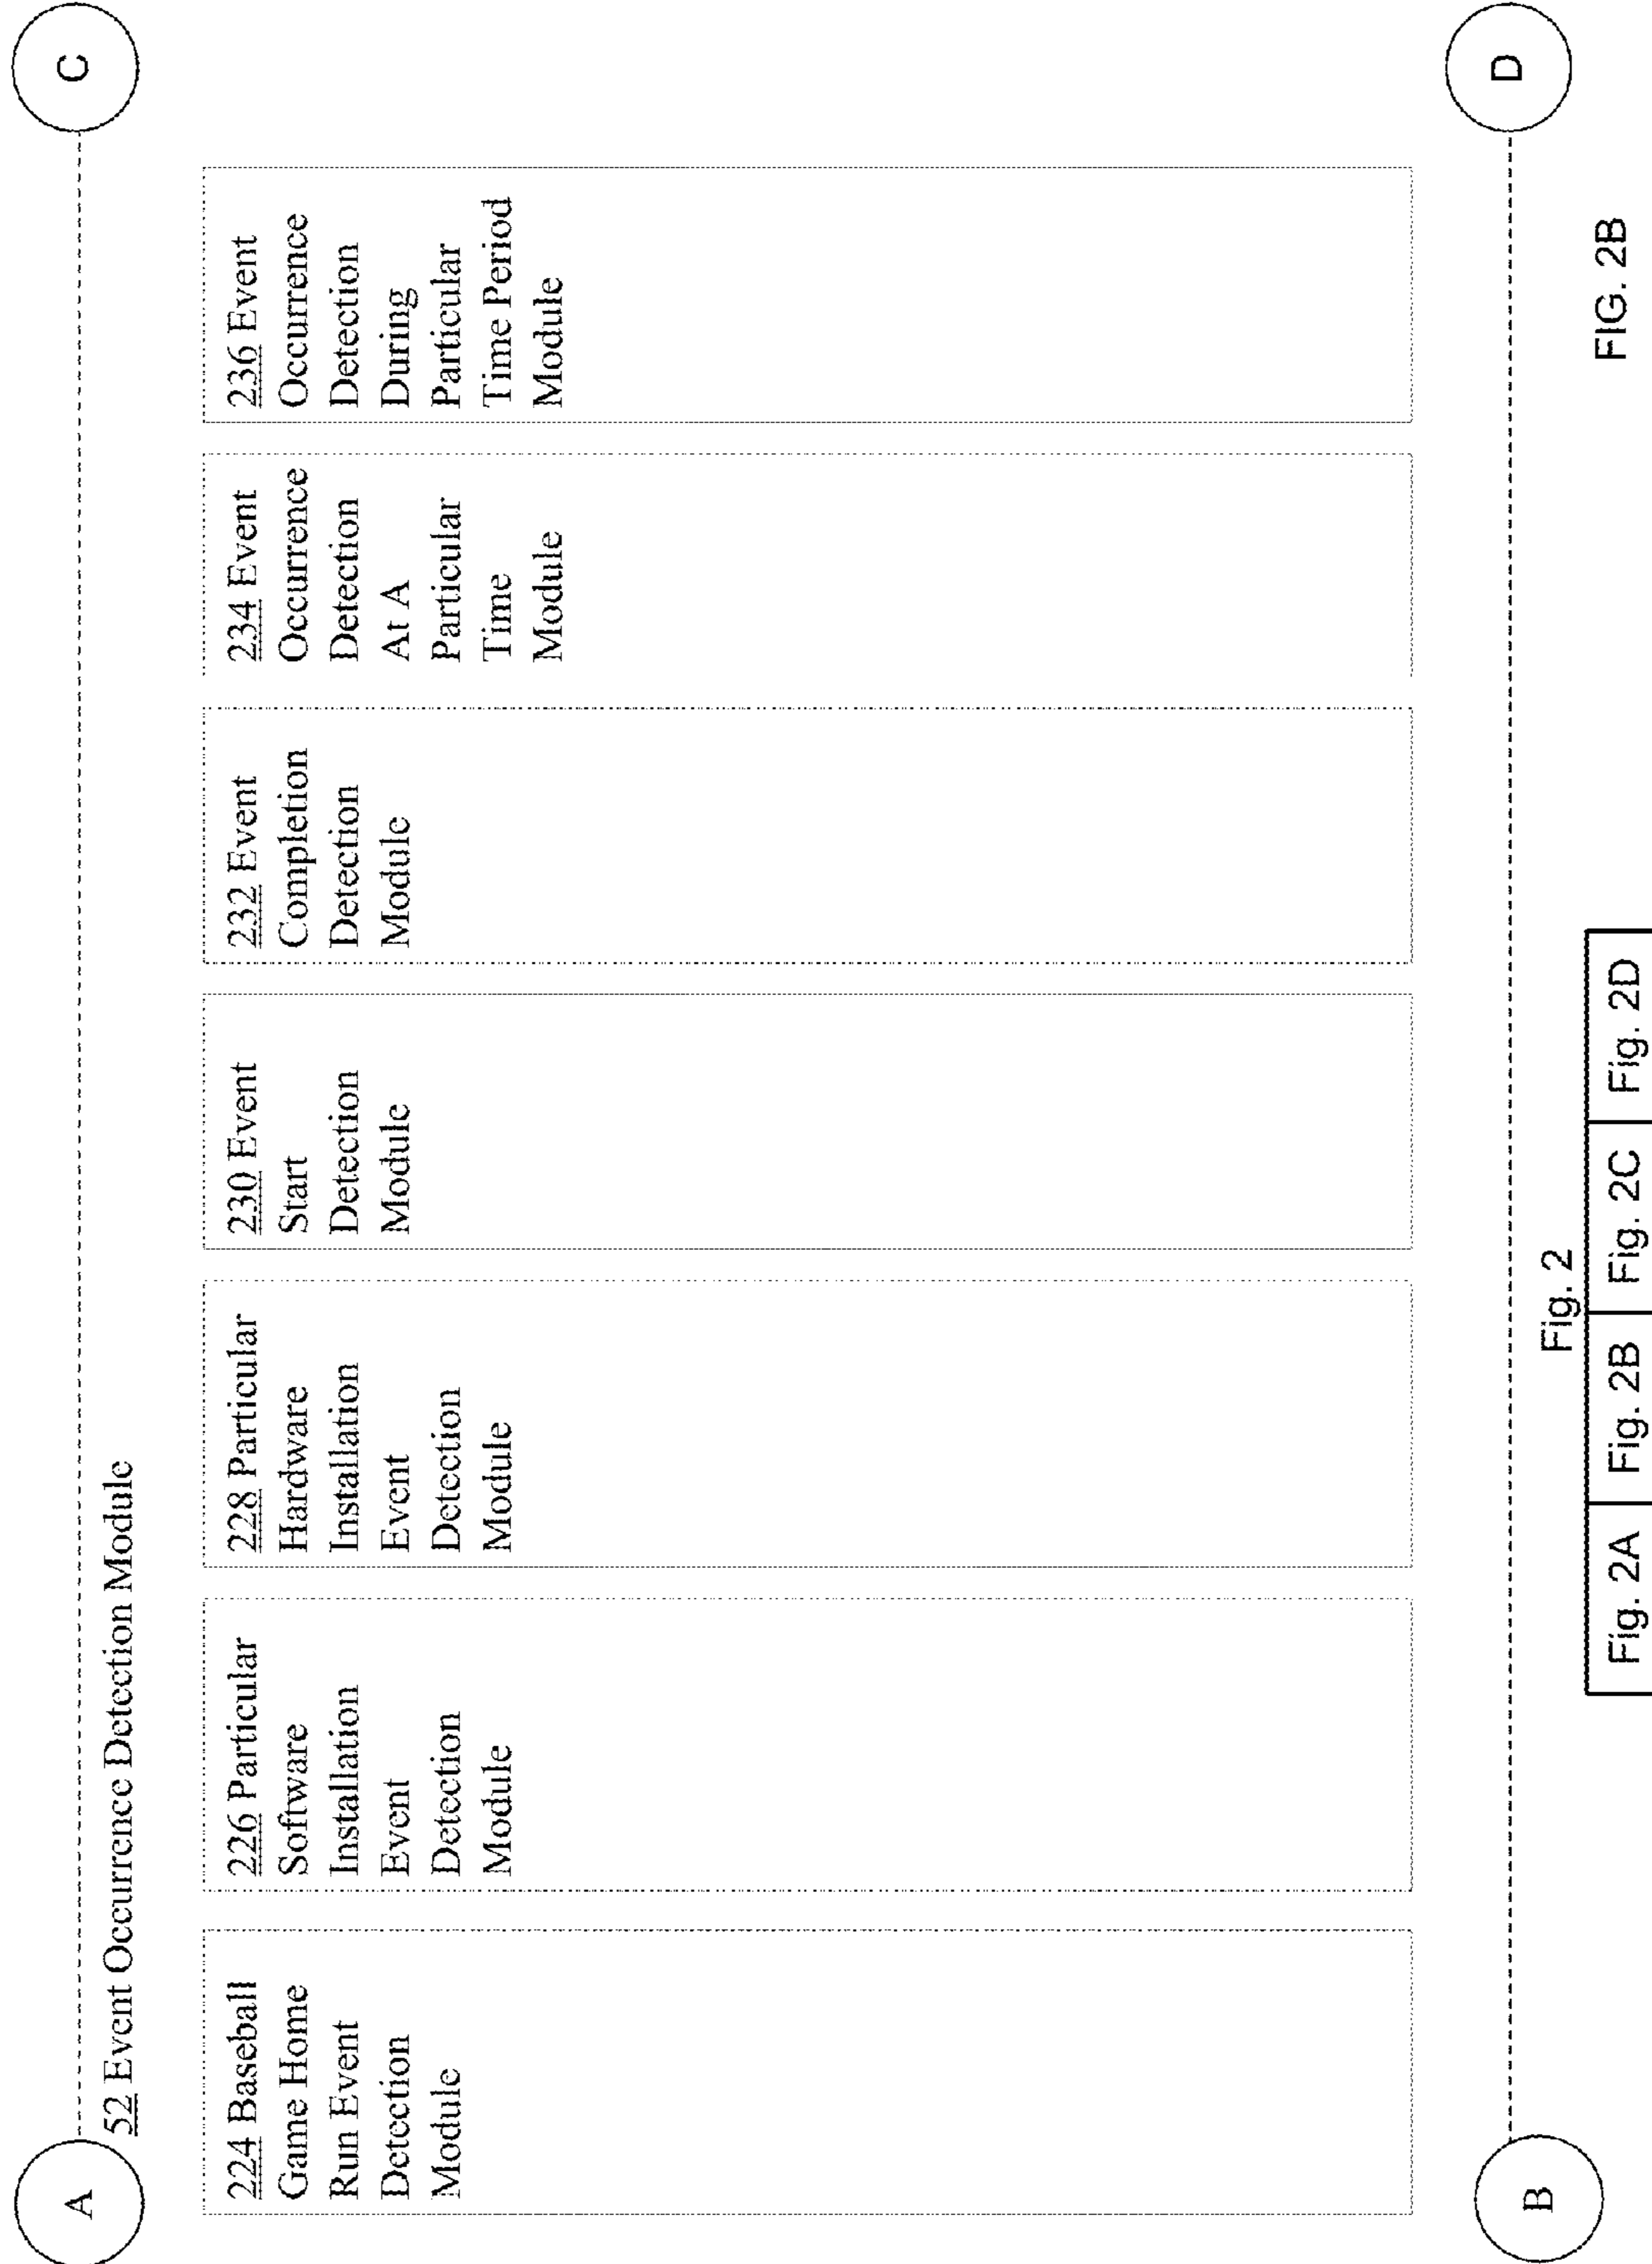 A
C
52 Event Occurrence Detection Module
224 Baseball
Game Home
Run Event
Detection
Module
226 Particular
Software
Installation
Event
Detection
Module
228 Particular
Hardware
Installation
Event
Detection
Module
230 Event
Start
Detection
Module
232 Event
Completion
Detection
Module
234 Event
Occurrence
Detection
At A
Particular
Time
Module
236 Event
Occurrence
Detection
During
Particular
Time Period
Module
B
D
Fig. 2
Fig. 2A Fig. 2B Fig. 2C Fig. 2D
FIG. 2B